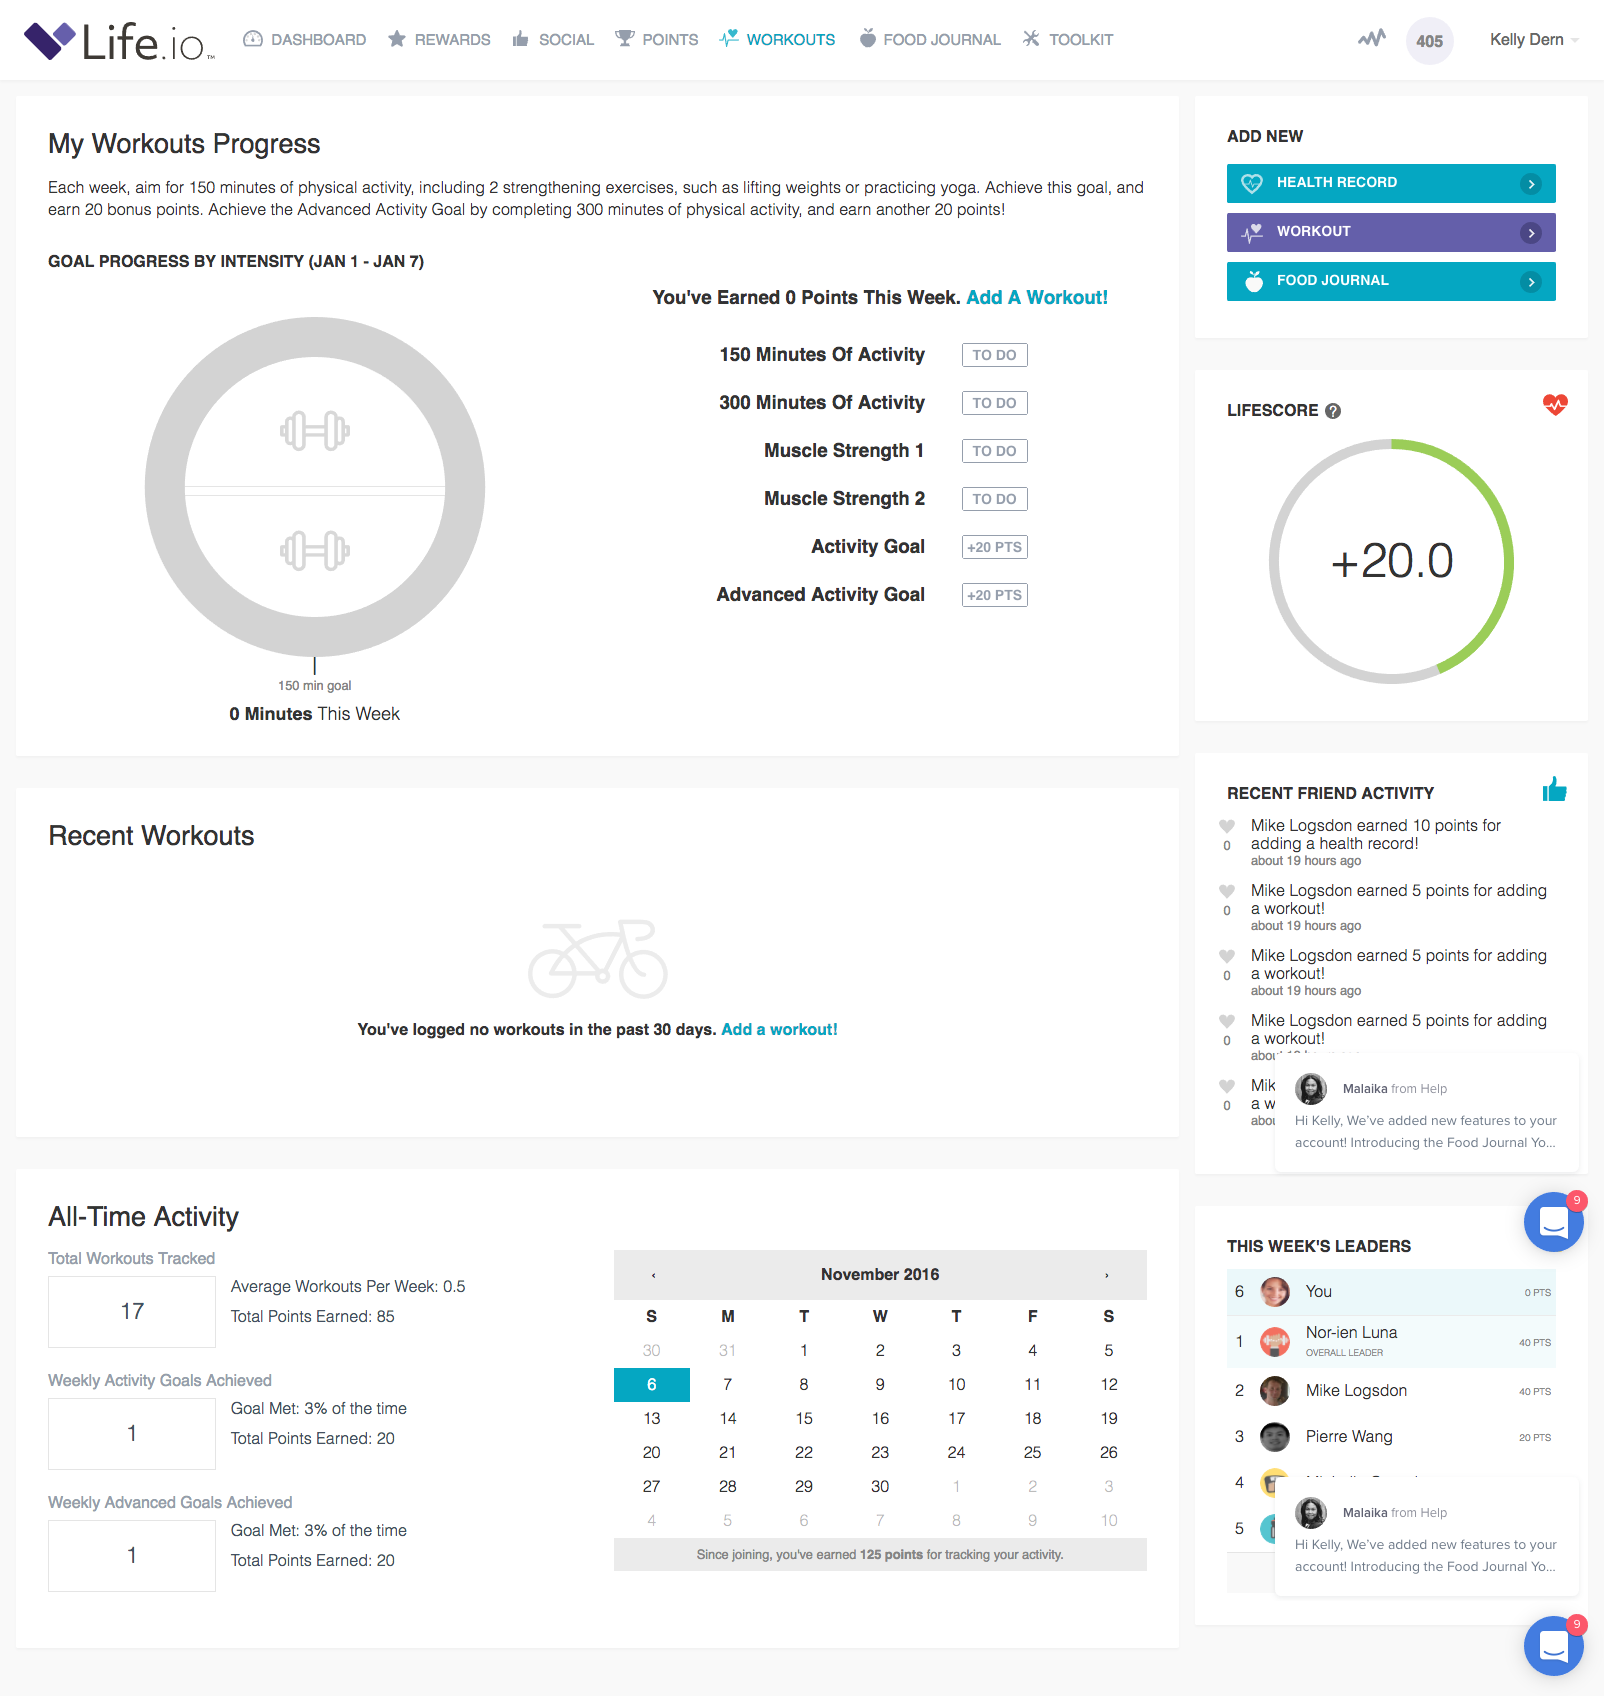 Life.io™
DASHBOARD
REWARDS
SOCIAL
POINTS
WORKOUTS
FOOD JOURNAL
TOOLKIT
405
Kelly Dern
My Workouts Progress
Each week, aim for 150 minutes of physical activity, including 2 strengthening exercises, such as lifting weights or practicing yoga. Achieve this goal, and
earn 20 bonus points. Achieve the Advanced Activity Goal by completing 300 minutes of physical activity, and earn another 20 points!
GOAL PROGRESS BY INTENSITY (JAN 1 - JAN 7)
150 min goal
0 Minutes This Week
You've Earned 0 Points This Week. Add A Workout!
150 Minutes Of Activity TO DO
300 Minutes Of Activity TO DO
Muscle Strength 1 TO DO
Muscle Strength 2 TO DO
Activity Goal +20 PTS
Advanced Activity Goal +20 PTS
Recent Workouts
You've logged no workouts in the past 30 days. Add a workout!
All-Time Activity
Total Workouts Tracked
17
Average Workouts Per Week: 0.5
Total Points Earned: 85
Weekly Activity Goals Achieved
1
Goal Met: 3% of the time
Total Points Earned: 20
Weekly Advanced Goals Achieved
1
Goal Met: 3% of the time
Total Points Earned: 20
‹ November 2016 ›
S M T W T F S
30 31 1 2 3 4 5
6 7 8 9 10 11 12
13 14 15 16 17 18 19
20 21 22 23 24 25 26
27 28 29 30 1 2 3
4 5 6 7 8 9 10
Since joining, you've earned 125 points for tracking your activity.
ADD NEW
HEALTH RECORD
WORKOUT
FOOD JOURNAL
LIFESCORE ?
+20.0
RECENT FRIEND ACTIVITY
Mike Logsdon earned 10 points for
0 adding a health record!
about 19 hours ago
Mike Logsdon earned 5 points for adding
0 a workout!
about 19 hours ago
Mike Logsdon earned 5 points for adding
0 a workout!
about 19 hours ago
Mike Logsdon earned 5 points for adding
0 a workout!
Mik
0 a w
abou
Malaika from Help
Hi Kelly, We've added new features to your
account! Introducing the Food Journal Yo...
9
THIS WEEK'S LEADERS
6 You 0 PTS
1 Nor-ien Luna 40 PTS
OVERALL LEADER
2 Mike Logsdon 40 PTS
3 Pierre Wang 20 PTS
4
5
Malaika from Help
Hi Kelly, We've added new features to your
account! Introducing the Food Journal Yo...
9